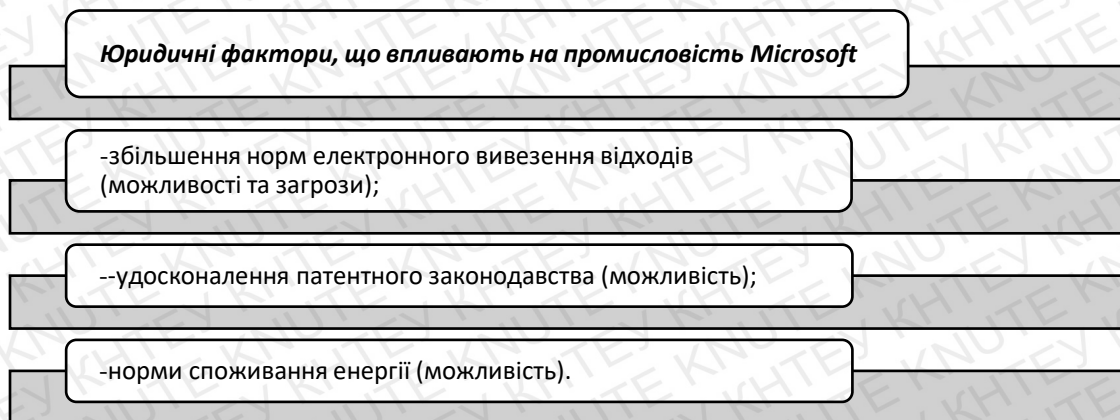 Юридичні фактори, що впливають на промисловість Microsoft
-збільшення норм електронного вивезення відходів
(можливості та загрози);
--удосконалення патентного законодавства (можливість);
-норми споживання енергії (можливість).